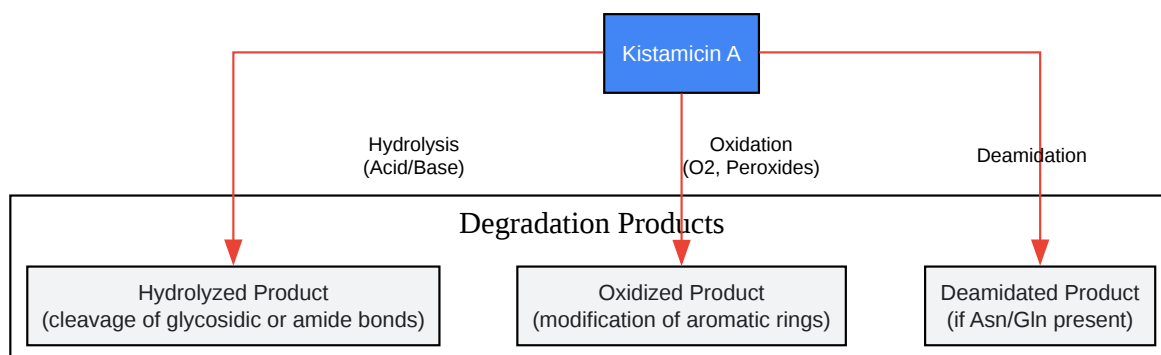 Kistamicin A
Hydrolysis
(Acid/Base)
Oxidation
(O2, Peroxides)
Deamidation
Degradation Products
Hydrolyzed Product
(cleavage of glycosidic or amide bonds)
Oxidized Product
(modification of aromatic rings)
Deamidated Product
(if Asn/Gln present)